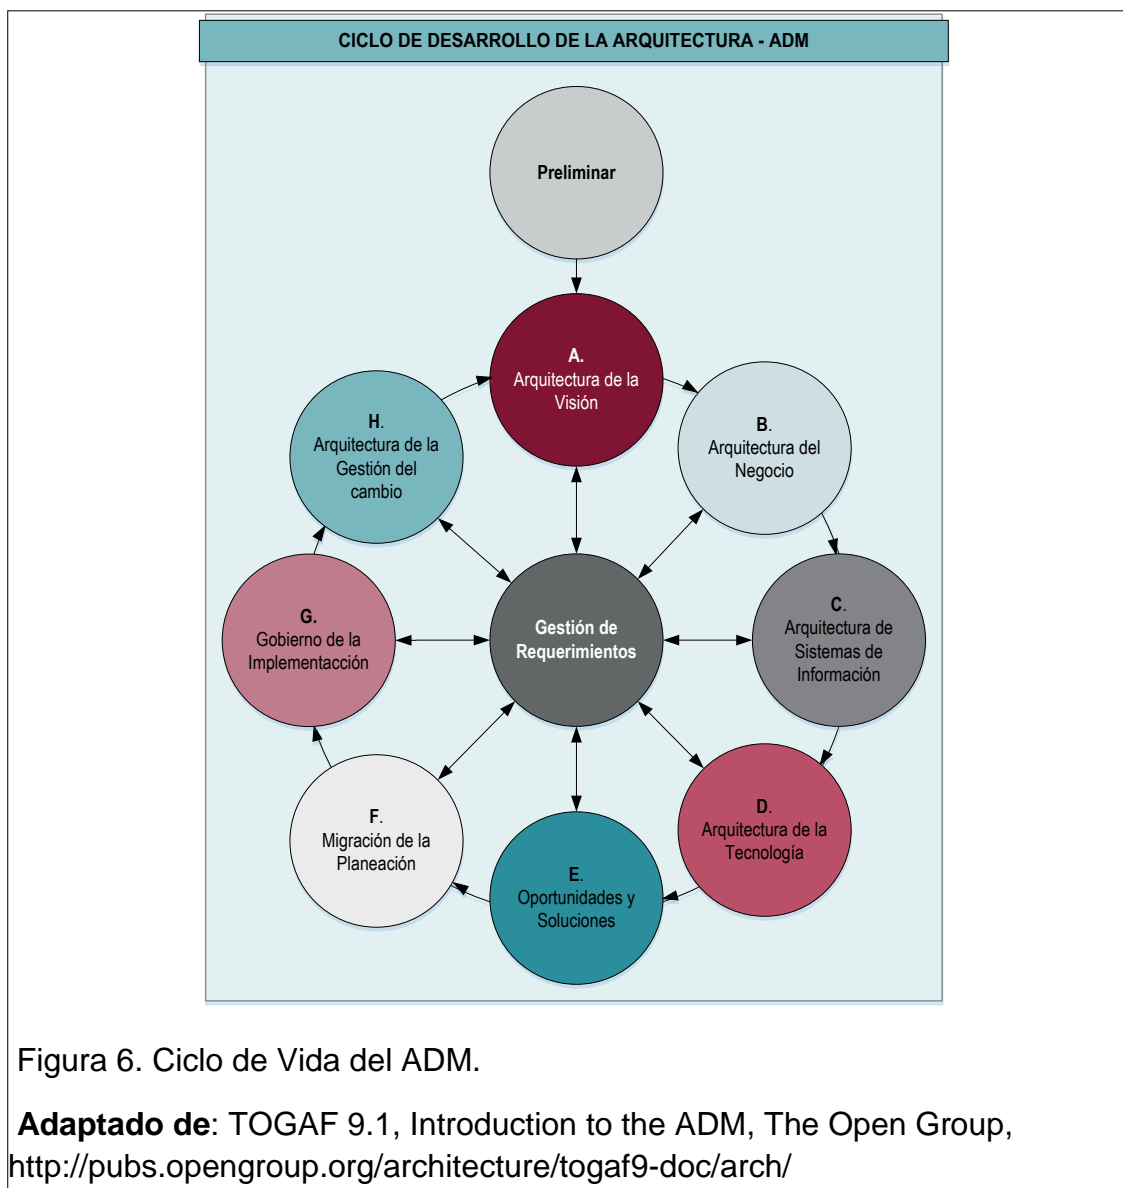 CICLO DE DESARROLLO DE LA ARQUITECTURA - ADM
Preliminar
A.
Arquitectura de la
Visión
B.
Arquitectura del
Negocio
C.
Arquitectura de
Sistemas de
Información
D.
Arquitectura de la
Tecnología
E.
Oportunidades y
Soluciones
F.
Migración de la
Planeación
G.
Gobierno de la
Implementacción
H.
Arquitectura de la
Gestión del
cambio
Gestión de
Requerimientos
Figura 6. Ciclo de Vida del ADM.
Adaptado de: TOGAF 9.1, Introduction to the ADM, The Open Group,
http://pubs.opengroup.org/architecture/togaf9-doc/arch/